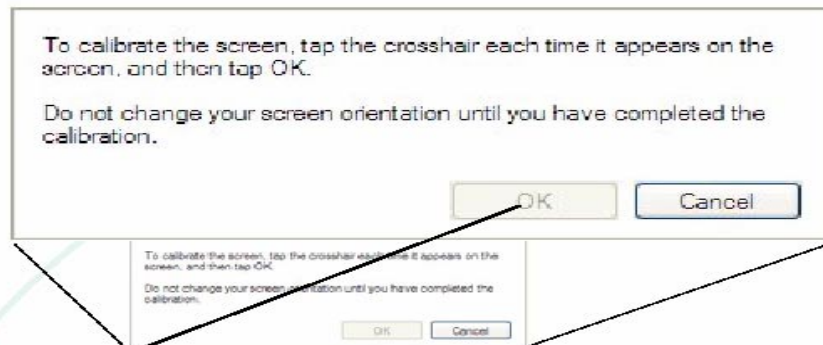 To calibrate the screen, tap the crosshair each time it appears on the
screen, and then tap OK.
Do not change your screen orientation until you have completed the
calibration.
OK Cancel
To calibrate the screen, tap the crosshair each time it appears on the
screen, and then tap OK.
Do not change your screen orientation until you have completed the
calibration.
OK Cancel